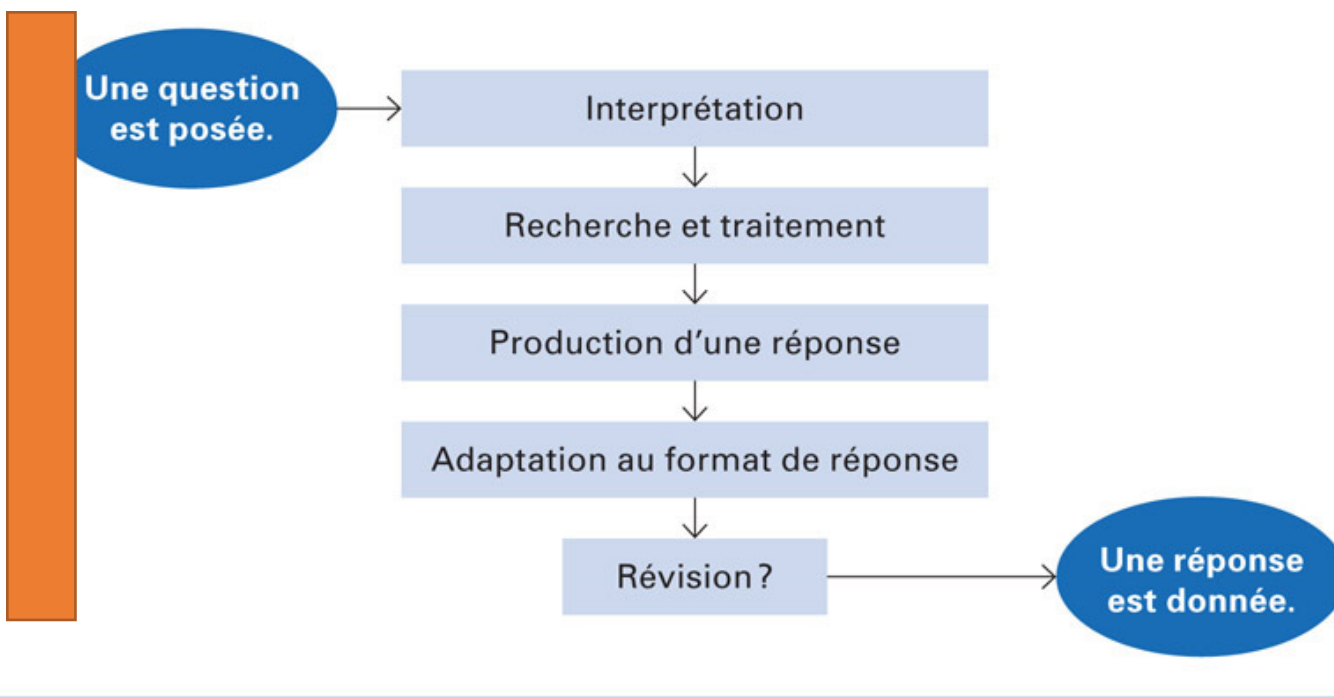 Une question
est posée.
Interprétation
Recherche et traitement
Production d’une réponse
Adaptation au format de réponse
Révision ?
Une réponse
est donnée.